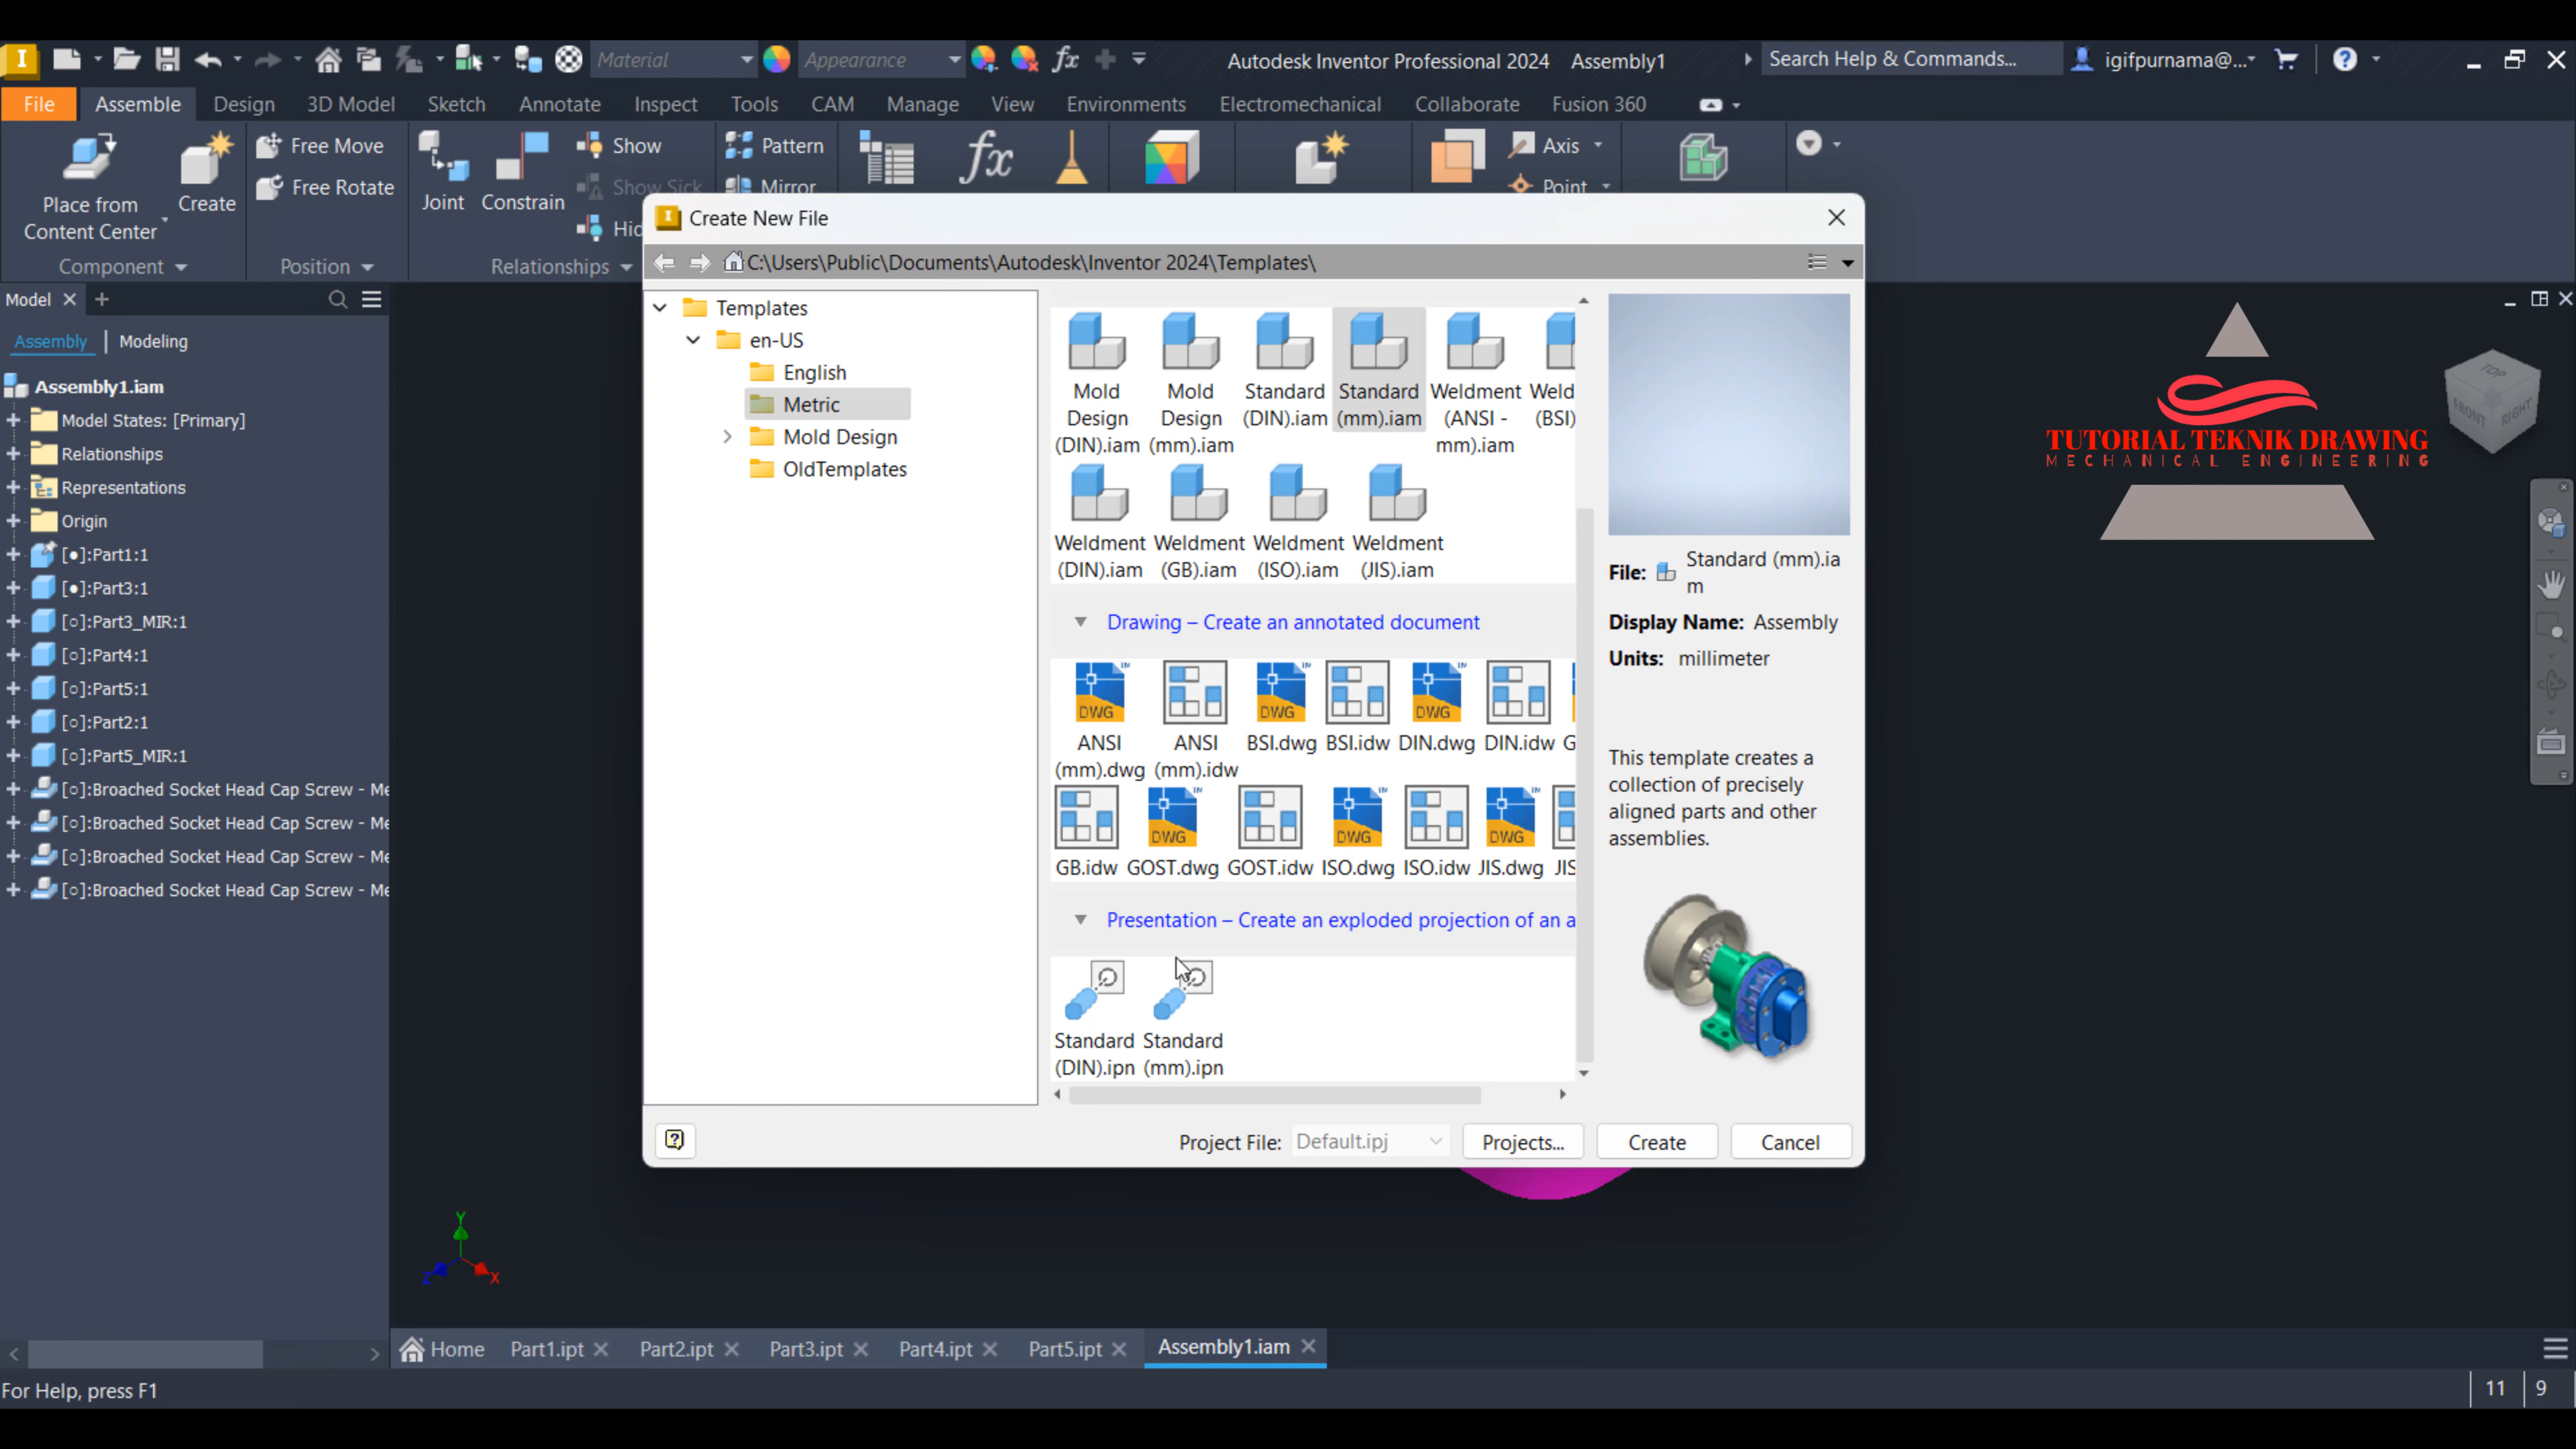 Material
Appearance
fx
Autodesk Inventor Professional 2024 Assembly1
Search Help & Commands...
igifpurnama@...
File Assemble Design 3D Model Sketch Annotate Inspect Tools CAM Manage View Environments Electromechanical Collaborate Fusion 360
Place from
Content Center
Create
Free Move
Free Rotate
Joint
Constrain
Show
Show Sick
Hid
Pattern
Mirror
fx
Axis
Point
Component
Position
Relationships
Model
Assembly | Modeling
Assembly1.iam
Model States: [Primary]
Relationships
Representations
Origin
[●]:Part1:1
[●]:Part3:1
[○]:Part3_MIR:1
[○]:Part4:1
[○]:Part5:1
[○]:Part2:1
[○]:Part5_MIR:1
[○]:Broached Socket Head Cap Screw - Me
[○]:Broached Socket Head Cap Screw - Me
[○]:Broached Socket Head Cap Screw - Me
[○]:Broached Socket Head Cap Screw - Me
Create New File
C:\Users\Public\Documents\Autodesk\Inventor 2024\Templates\
Templates
en-US
English
Metric
Mold Design
OldTemplates
Mold Design (DIN).iam
Mold Design (mm).iam
Standard (DIN).iam
Standard (mm).iam
Weldment (ANSI - mm).iam
Weld (BSI)
Weldment (DIN).iam
Weldment (GB).iam
Weldment (ISO).iam
Weldment (JIS).iam
Drawing – Create an annotated document
ANSI (mm).dwg
ANSI (mm).idw
BSI.dwg
BSI.idw
DIN.dwg
DIN.idw
G
GB.idw
GOST.dwg
GOST.idw
ISO.dwg
ISO.idw
JIS.dwg
JIS
Presentation – Create an exploded projection of an a
Standard (DIN).ipn
Standard (mm).ipn
File: Standard (mm).ia
m
Display Name: Assembly
Units: millimeter
This template creates a
collection of precisely
aligned parts and other
assemblies.
Project File: Default.ipj
Projects...
Create
Cancel
TUTORIAL TEKNIK DRAWING
MECHANICAL ENGINEERING
TOP
FRONT
RIGHT
Y
Z
X
Home Part1.ipt Part2.ipt Part3.ipt Part4.ipt Part5.ipt Assembly1.iam
For Help, press F1
11 9